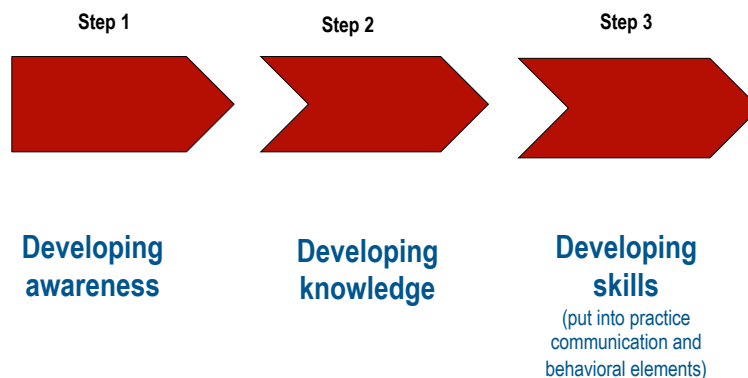 Step 1
Step 2
Step 3
Developing
awareness
Developing
knowledge
Developing
skills
(put into practice
communication and
behavioral elements)